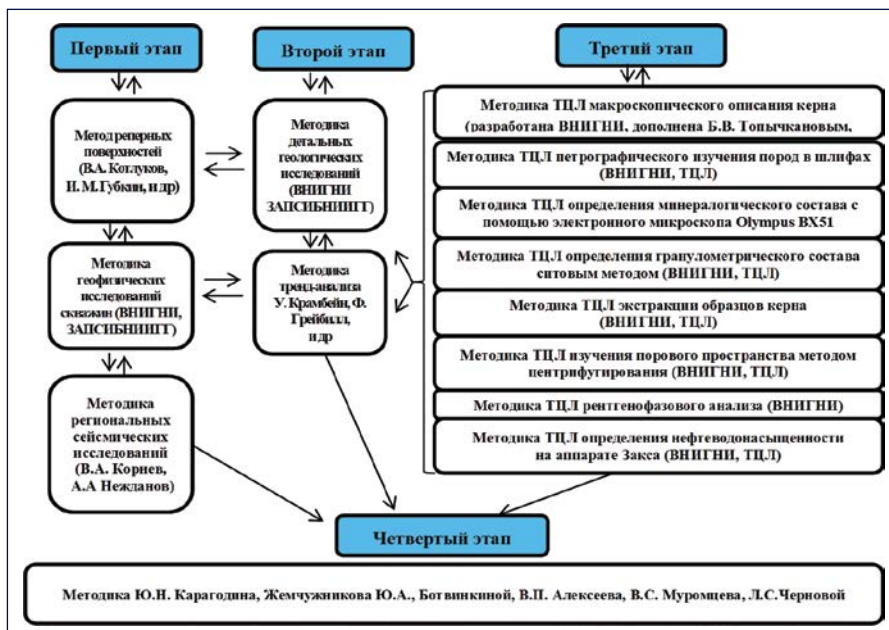 Первый этап
Метод реперных
поверхностей
(В.А. Котлуков,
И. М.Губкин, и др)
Методика
геофизических
исследований
скважин (ВНИГНИ,
ЗАПСИБНИИГГ)
Методика
региональных
сейсмических
исследований
(В.А. Корнев,
А.А Нежданов)
Второй этап
Методика
детальных
геологических
исследований
(ВНИГНИ
ЗАПСИБНИИГГ)
Методика
тренд-анализа
У. Крамбейн, Ф.
Грейбилл,
и др
Третий этап
Методика ТЦЛ макроскопического описания керна
(разработана ВНИГНИ, дополнена Б.В. Топычкановым,
Методика ТЦЛ петрографического изучения пород в шлифах
(ВНИГНИ, ТЦЛ)
Методика ТЦЛ определения минералогического состава с
помощью электронного микроскопа Olympus BX51
Методика ТЦЛ определения гранулометрического состава
ситовым методом (ВНИГНИ, ТЦЛ)
Методика ТЦЛ экстракции образцов керна
(ВНИГНИ, ТЦЛ)
Методика ТЦЛ изучения порового пространства методом
центрифугирования (ВНИГНИ, ТЦЛ)
Методика ТЦЛ рентгенофазового анализа (ВНИГНИ)
Методика ТЦЛ определения нефтеводонасыщенности
на аппарате Закса (ВНИГНИ, ТЦЛ)
Четвертый этап
Методика Ю.Н. Карагодина, Жемчужникова Ю.А., Ботвинкиной, В.П. Алексеева, В.С. Муромцева, Л.С.Черновой